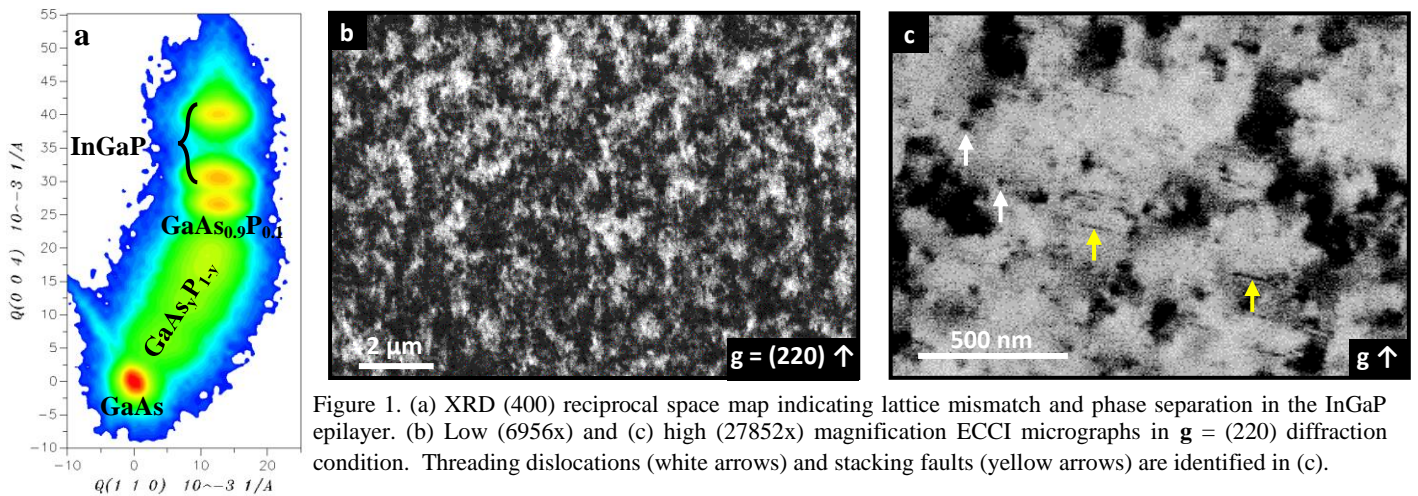 a
55
50
45
40
35
30
25
20
15
10
5
0
-5
-10
Q(0 0 4) 10^-3 1/A
InGaP
GaAs0.9P0.1
GaAsyP1-y
GaAs
-10 0 10 20
Q(1 1 0) 10^-3 1/A
b
2 μm
g = (220) ↑
c
500 nm
g ↑
Figure 1. (a) XRD (400) reciprocal space map indicating lattice mismatch and phase separation in the InGaP
epilayer. (b) Low (6956x) and (c) high (27852x) magnification ECCI micrographs in g = (220) diffraction
condition. Threading dislocations (white arrows) and stacking faults (yellow arrows) are identified in (c).